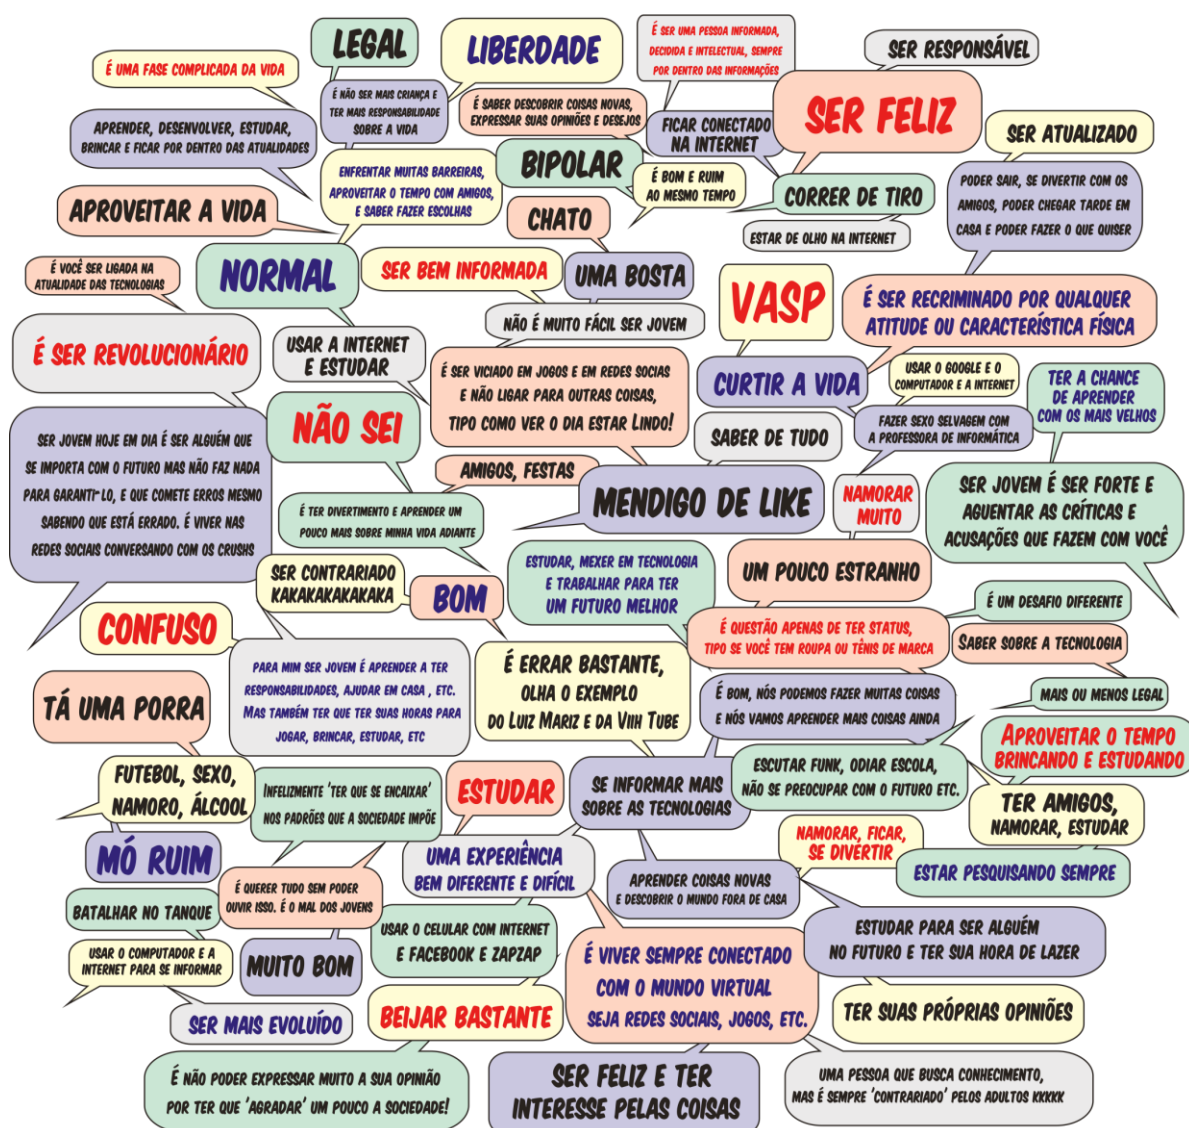 LEGAL
LIBERDADE
É SER UMA PESSOA INFORMADA,
DECIDIDA E INTELECTUAL, SEMPRE
POR DENTRO DAS INFORMAÇÕES
SER RESPONSÁVEL
É UMA FASE COMPLICADA DA VIDA
É NÃO SER MAIS CRIANÇA E
TER MAIS RESPONSABILIDADE
SOBRE A VIDA
É SABER DESCOBRIR COISAS NOVAS,
EXPRESSAR SUAS OPINIÕES E DESEJOS
SER FELIZ
APRENDER, DESENVOLVER, ESTUDAR,
BRINCAR E FICAR POR DENTRO DAS ATUALIDADES
FICAR CONECTADO
NA INTERNET
SER ATUALIZADO
ENFRENTAR MUITAS BARREIRAS,
APROVEITAR O TEMPO COM AMIGOS,
E SABER FAZER ESCOLHAS
BIPOLAR
É BOM E RUIM
AO MESMO TEMPO
CORRER DE TIRO
PODER SAIR, SE DIVERTIR COM OS
AMIGOS, PODER CHEGAR TARDE EM
CASA E PODER FAZER O QUE QUISER
APROVEITAR A VIDA
CHATO
ESTAR DE OLHO NA INTERNET
É VOCÊ SER LIGADA NA
ATUALIDADE DAS TECNOLOGIAS
NORMAL
SER BEM INFORMADA
UMA BOSTA
VASP
É SER RECRIMINADO POR QUALQUER
ATITUDE OU CARACTERÍSTICA FÍSICA
NÃO É MUITO FÁCIL SER JOVEM
É SER REVOLUCIONÁRIO
USAR A INTERNET
E ESTUDAR
É SER VICIADO EM JOGOS E EM REDES SOCIAS
E NÃO LIGAR PARA OUTRAS COISAS,
TIPO COMO VER O DIA ESTAR LINDO!
CURTIR A VIDA
USAR O GOOGLE E O
COMPUTADOR E A INTERNET
TER A CHANCE
DE APRENDER
COM OS MAIS VELHOS
NÃO SEI
SABER DE TUDO
FAZER SEXO SELVAGEM COM
A PROFESSORA DE INFORMÁTICA
SER JOVEM HOJE EM DIA É SER ALGUÉM QUE
SE IMPORTA COM O FUTURO MAS NÃO FAZ NADA
PARA GARANTI-LO, E QUE COMETE ERROS MESMO
SABENDO QUE ESTÁ ERRADO. É VIVER NAS
REDES SOCIAIS CONVERSANDO COM OS CRUSHS
AMIGOS, FESTAS
MENDIGO DE LIKE
NAMORAR
MUITO
SER JOVEM É SER FORTE E
AGUENTAR AS CRÍTICAS E
ACUSAÇÕES QUE FAZEM COM VOCÊ
É TER DIVERTIMENTO E APRENDER UM
POUCO MAIS SOBRE MINHA VIDA ADIANTE
SER CONTRARIADO
KAKAKAKAKAKAKA
BOM
ESTUDAR, MEXER EM TECNOLOGIA
E TRABALHAR PARA TER
UM FUTURO MELHOR
UM POUCO ESTRANHO
É UM DESAFIO DIFERENTE
CONFUSO
É QUESTÃO APENAS DE TER STATUS,
TIPO SE VOCÊ TEM ROUPA OU TÊNIS DE MARCA
SABER SOBRE A TECNOLOGIA
PARA MIM SER JOVEM É APRENDER A TER
RESPONSABILIDADES, AJUDAR EM CASA , ETC.
MAS TAMBÉM TER QUE TER SUAS HORAS PARA
JOGAR, BRINCAR, ESTUDAR, ETC
É ERRAR BASTANTE,
OLHA O EXEMPLO
DO LUIZ MARIZ E DA VIIH TUBE
É BOM, NÓS PODEMOS FAZER MUITAS COISAS
E NÓS VAMOS APRENDER MAIS COISAS AINDA
MAIS OU MENOS LEGAL
TÁ UMA PORRA
APROVEITAR O TEMPO
BRINCANDO E ESTUDANDO
FUTEBOL, SEXO,
NAMORO, ÁLCOOL
INFELIZMENTE 'TER QUE SE ENCAIXAR'
NOS PADRÕES QUE A SOCIEDADE IMPÕE
ESTUDAR
SE INFORMAR MAIS
SOBRE AS TECNOLOGIAS
ESCUTAR FUNK, ODIAR ESCOLA,
NÃO SE PREOCUPAR COM O FUTURO ETC.
TER AMIGOS,
NAMORAR, ESTUDAR
MÓ RUIM
UMA EXPERIÊNCIA
BEM DIFERENTE E DIFÍCIL
NAMORAR, FICAR,
SE DIVERTIR
ESTAR PESQUISANDO SEMPRE
É QUERER TUDO SEM PODER
OUVIR ISSO. É O MAL DOS JOVENS
APRENDER COISAS NOVAS
E DESCOBRIR O MUNDO FORA DE CASA
BATALHAR NO TANQUE
USAR O CELULAR COM INTERNET
E FACEBOOK E ZAPZAP
ESTUDAR PARA SER ALGUÉM
NO FUTURO E TER SUA HORA DE LAZER
USAR O COMPUTADOR E A
INTERNET PARA SE INFORMAR
MUITO BOM
É VIVER SEMPRE CONECTADO
COM O MUNDO VIRTUAL
SEJA REDES SOCIAIS, JOGOS, ETC.
SER MAIS EVOLUÍDO
BEIJAR BASTANTE
TER SUAS PRÓPRIAS OPINIÕES
É NÃO PODER EXPRESSAR MUITO A SUA OPINIÃO
POR TER QUE 'AGRADAR' UM POUCO A SOCIEDADE!
SER FELIZ E TER
INTERESSE PELAS COISAS
UMA PESSOA QUE BUSCA CONHECIMENTO,
MAS É SEMPRE 'CONTRARIADO' PELOS ADULTOS KKKKK